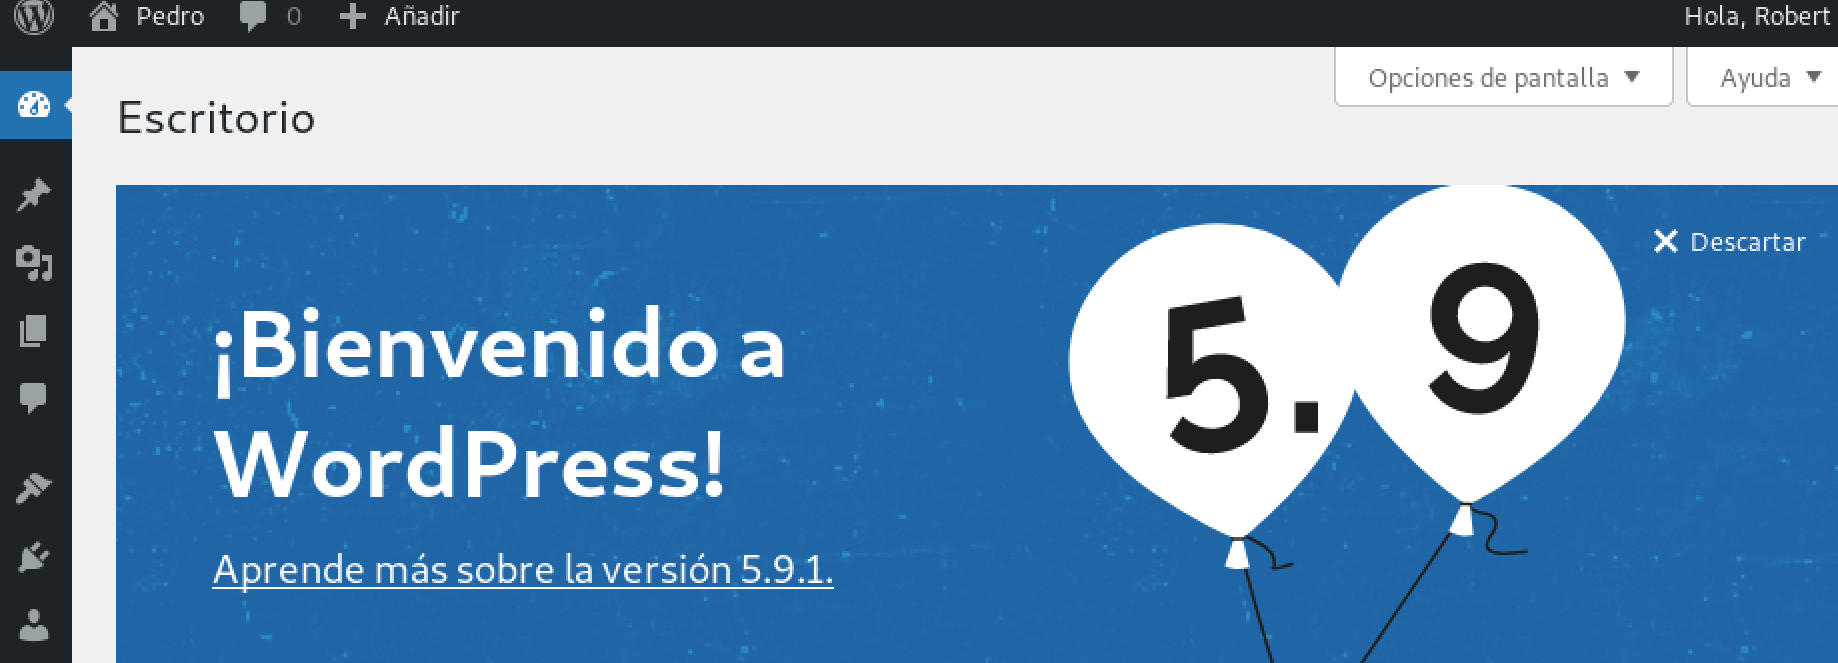 Pedro 0 Añadir Hola, Robert
Opciones de pantalla Ayuda
Escritorio
Descartar
¡Bienvenido a
WordPress!
Aprende más sobre la versión 5.9.1.
5.9